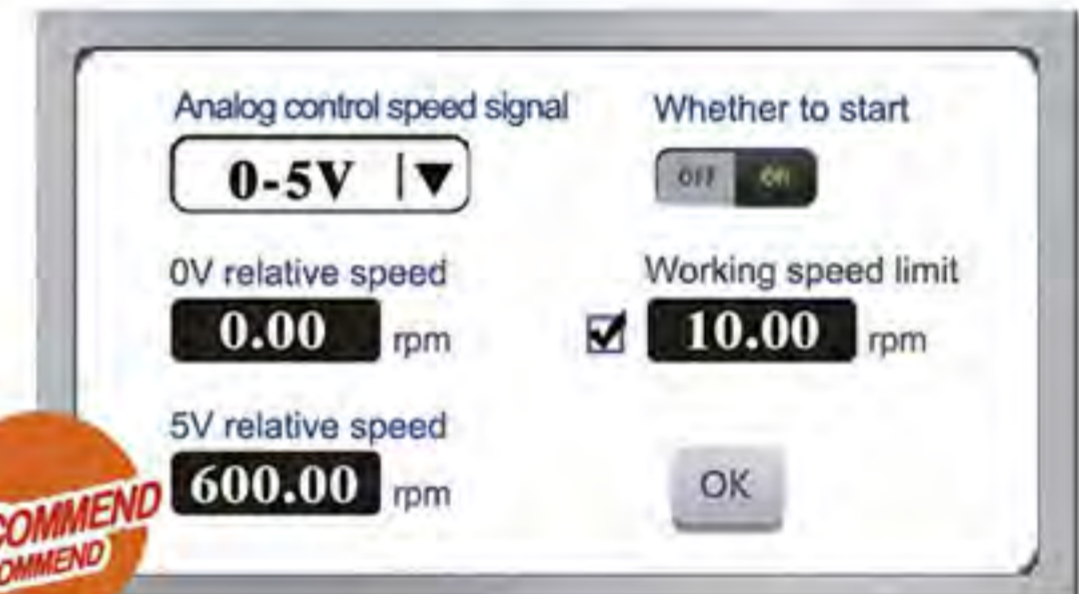 Analog control speed signal
Whether to start
0-5V
OFF ON
0V relative speed
Working speed limit
0.00 rpm
10.00 rpm
5V relative speed
600.00 rpm
OK
COMMEND
OMMEND